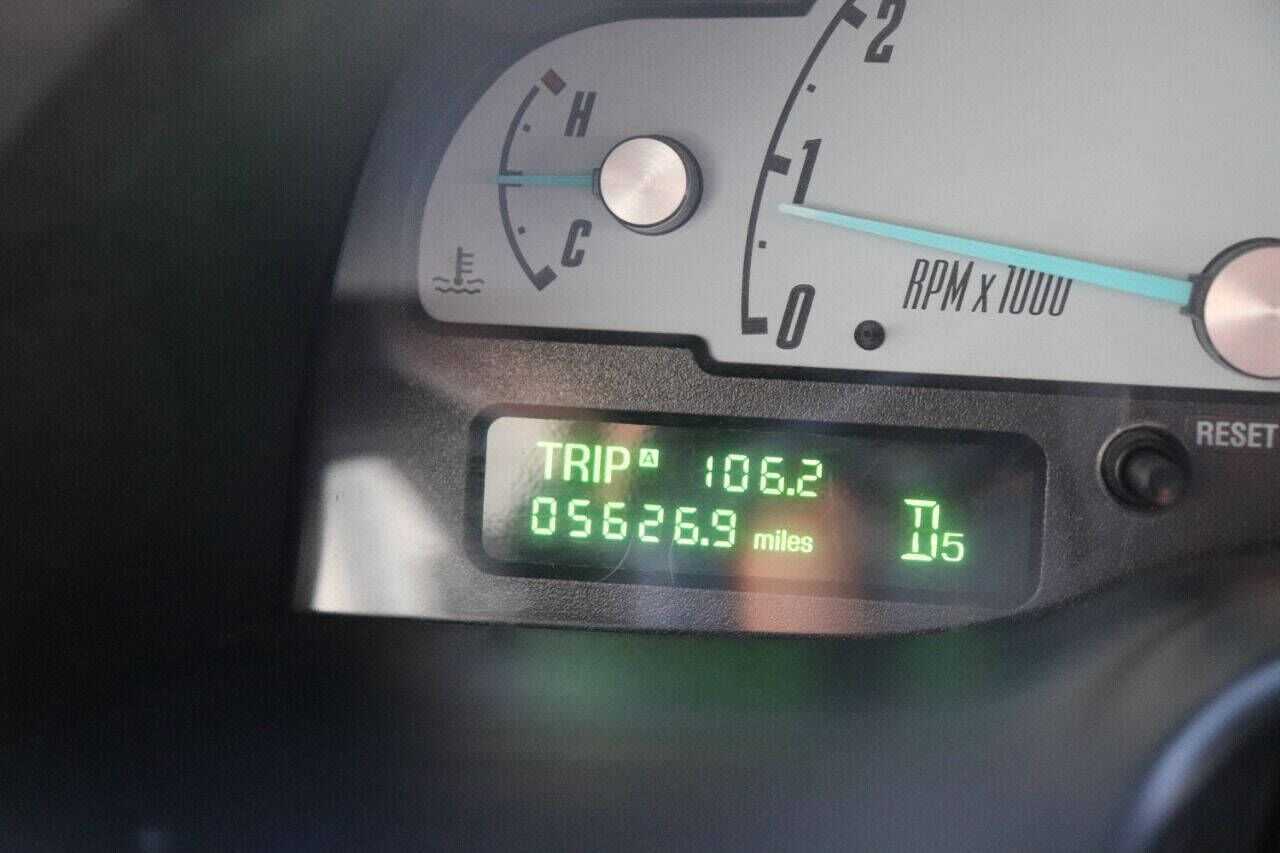 H
C
2
1
0
RPM x 1000
RESET
TRIP A 106.2
05626.9 miles
D5